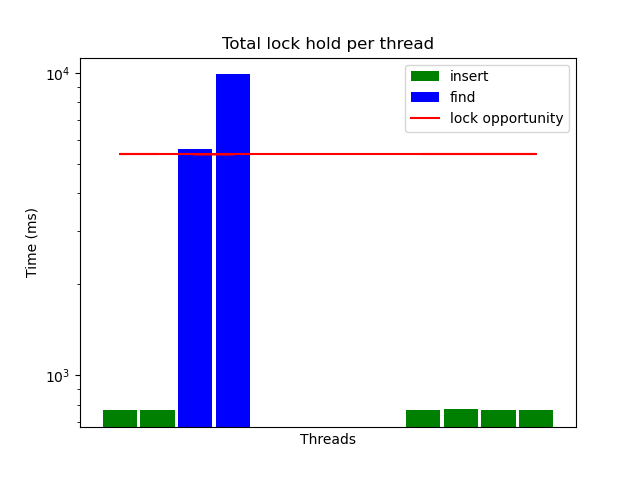 Total lock hold per thread
insert
find
lock opportunity
10^4
10^3
Time (ms)
Threads